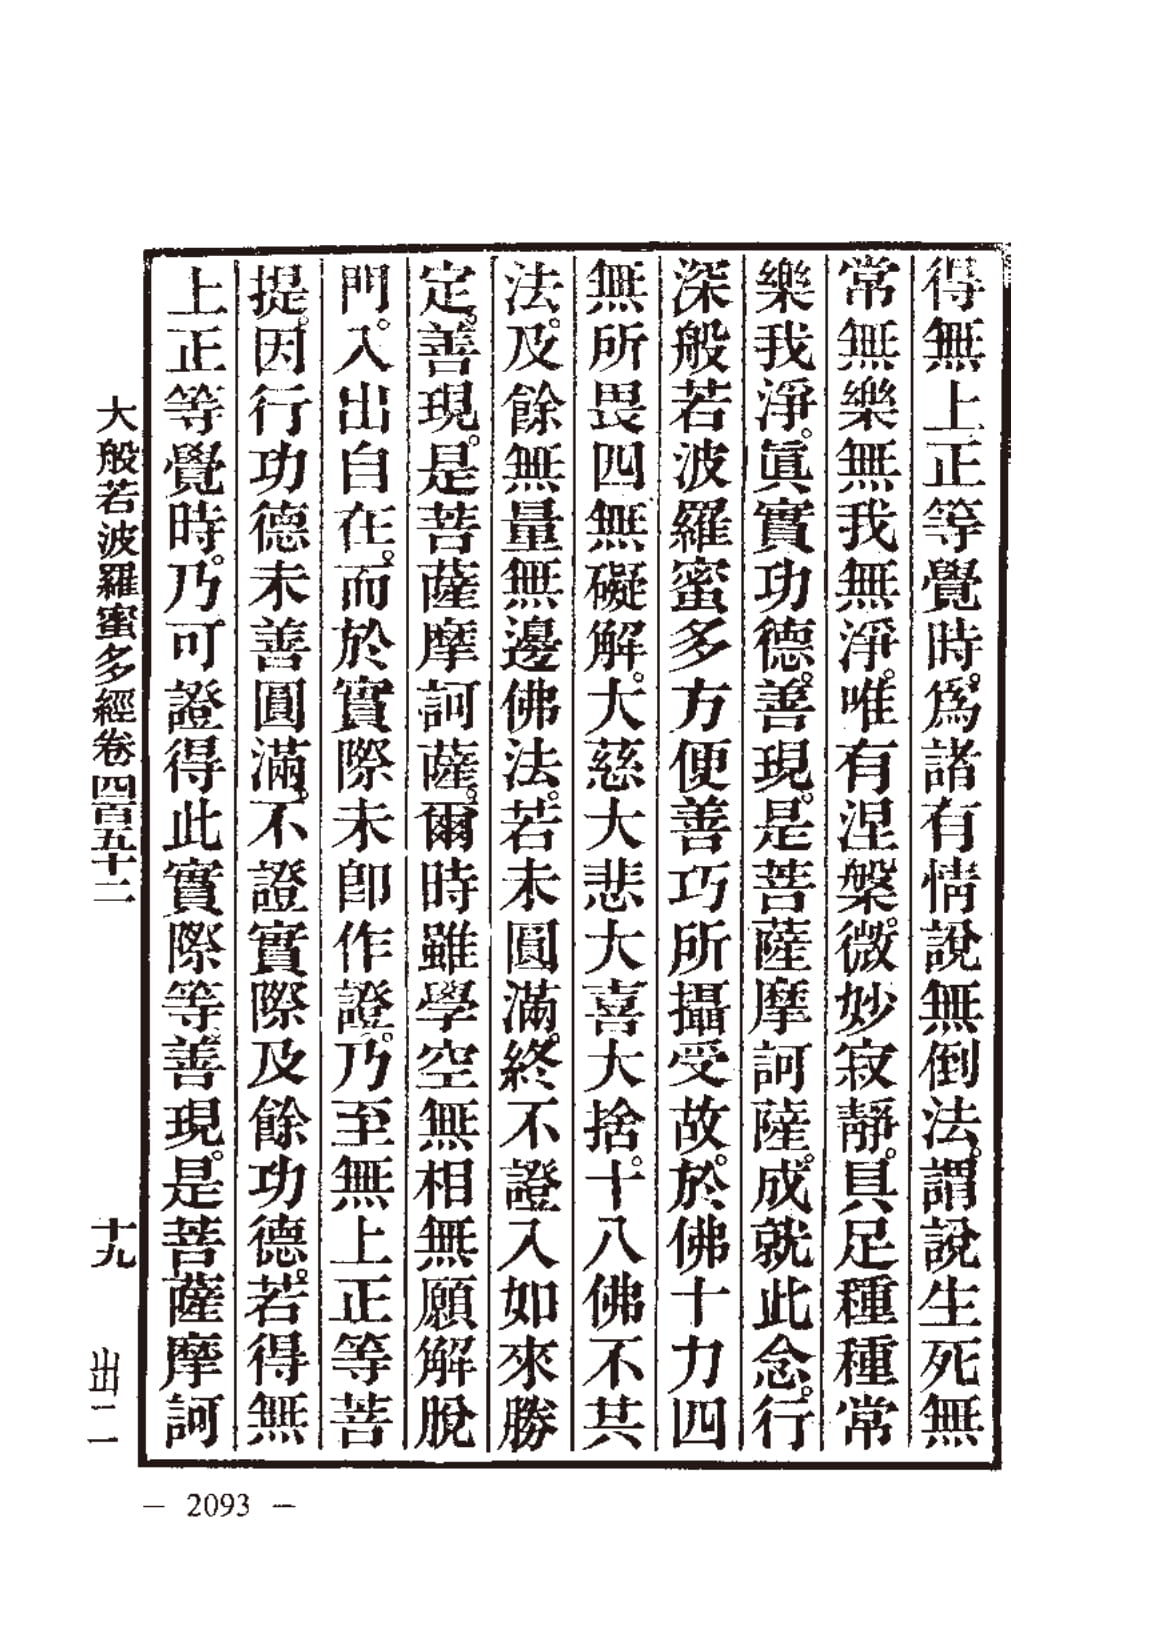 得無上正等覺時。爲諸有情說無倒法。謂說生死無
常無樂無我無淨。唯有涅槃。微妙寂靜。具足種種常
樂我淨。眞實功德。善現。是菩薩摩訶薩。成就此念。行
深般若波羅蜜多方便善巧所攝受故。於佛十力四
無所畏四無礙解。大慈大悲大喜大捨。十八佛不共
法。及餘無量無邊佛法。若未圓滿。終不證入如來勝
定。善現。是菩薩摩訶薩。爾時雖學空無相無願解脫
門。入出自在。而於實際未卽作證。乃至無上正等菩
提。因行功德未善圓滿。不證實際及餘功德。若得無
上正等覺時。乃可證得此實際等。善現。是菩薩摩訶
大般若波羅蜜多經卷四百五十二 十九 出二
— 2093 —